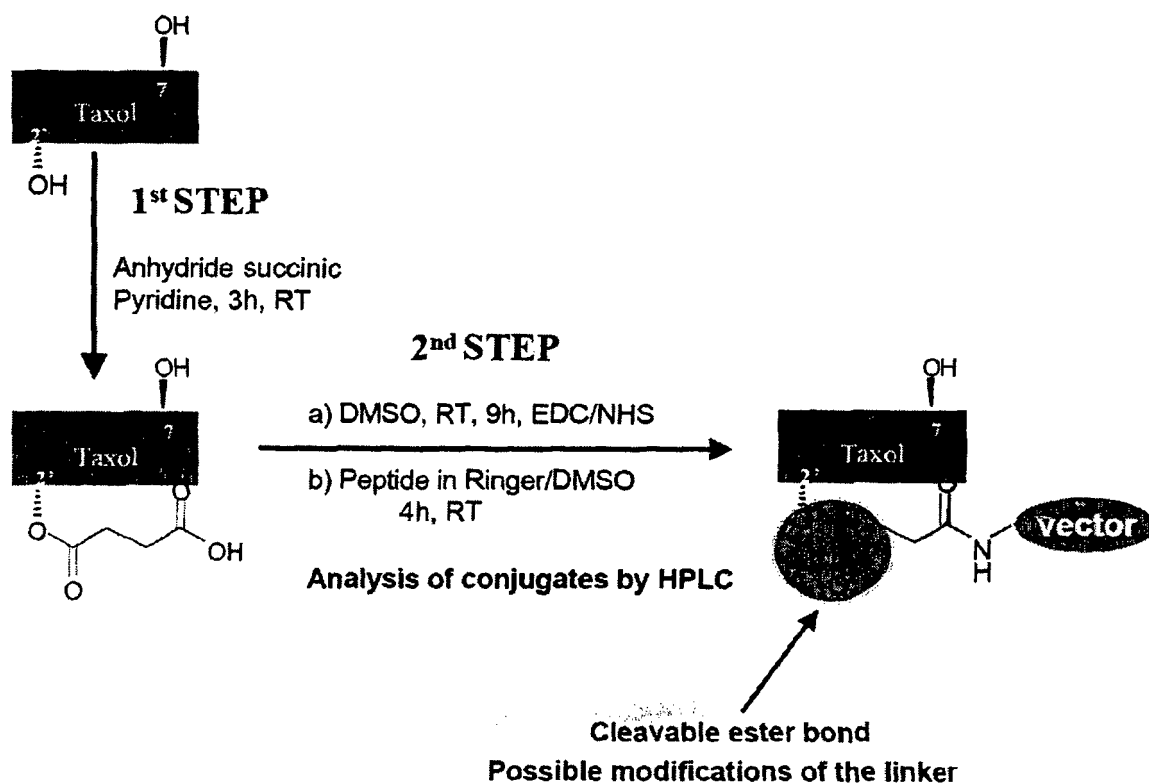 OH
7
Taxol
2'
OH
1st STEP
Anhydride succinic
Pyridine, 3h, RT
2nd STEP
OH
7
Taxol
2'
O
O
OH
O
a) DMSO, RT, 9h, EDC/NHS
b) Peptide in Ringer/DMSO
4h, RT
Analysis of conjugates by HPLC
OH
7
Taxol
2'
O
N
H
vector
Cleavable ester bond
Possible modifications of the linker